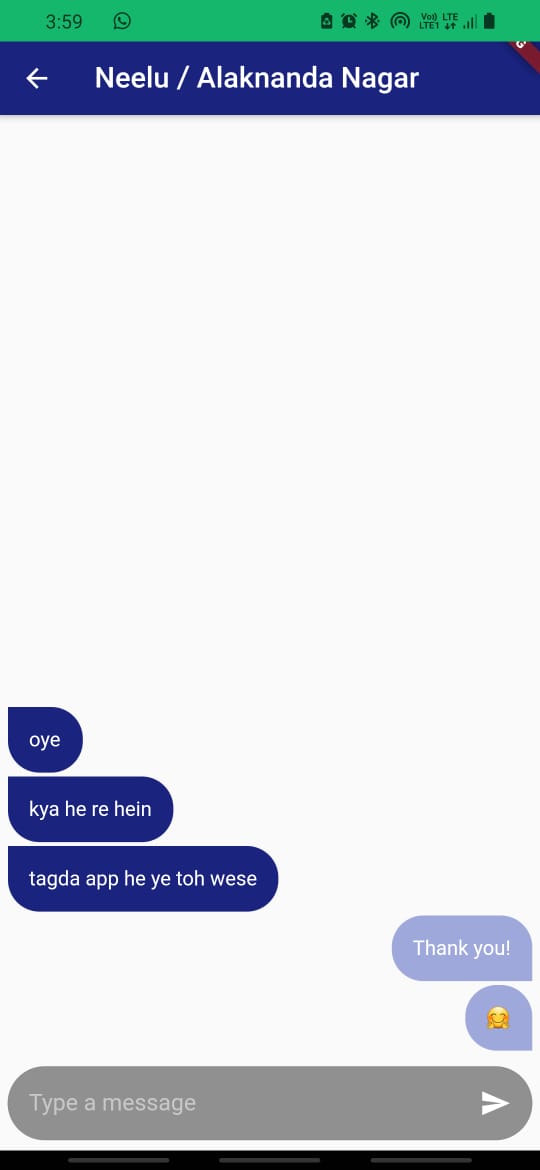 3:59
Vo) LTE
LTE1
Neelu / Alaknanda Nagar
oye
kya he re hein
tagda app he ye toh wese
Thank you!
🤗
Type a message